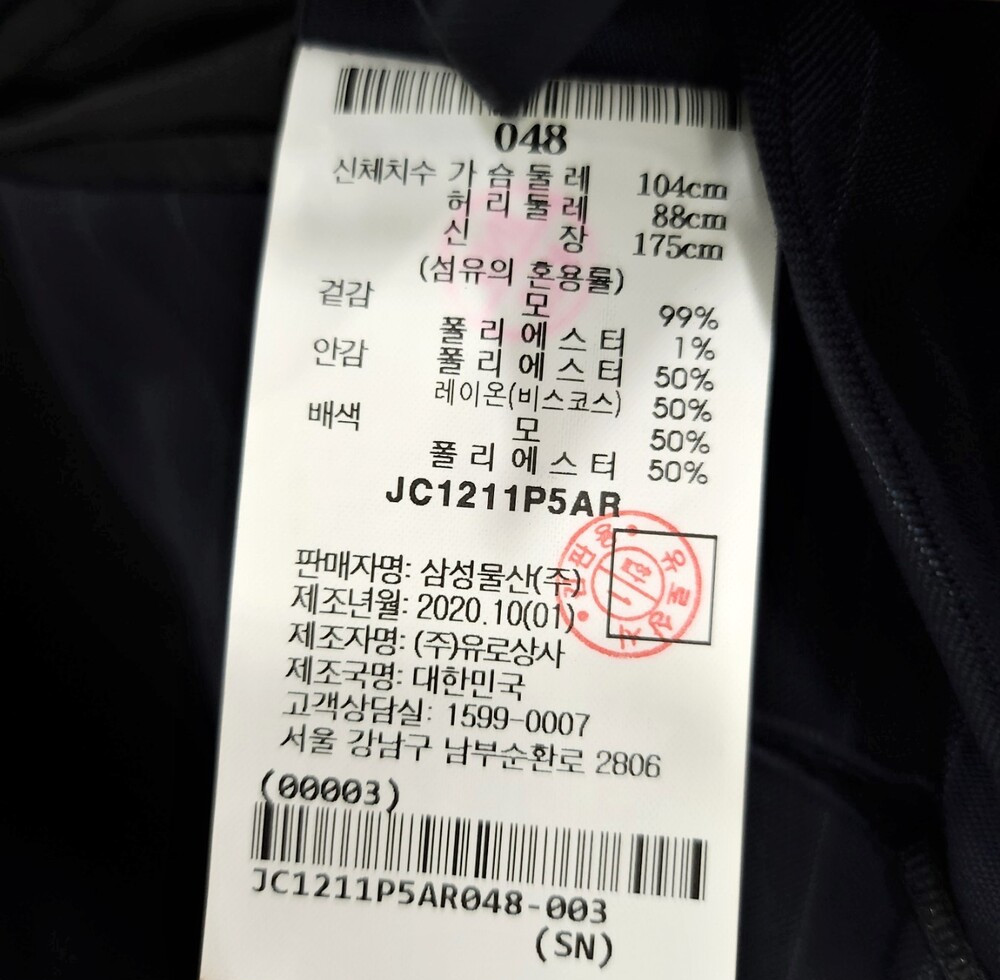 048
신체치수 가슴둘레 104cm
허리둘레 88cm
신장 175cm
(섬유의 혼용률)
겉감 모 99%
폴리에스터 1%
안감 폴리에스터 50%
레이온(비스코스) 50%
배색 모 50%
폴리에스터 50%
JC1211P5AR
판매자명: 삼성물산(주)
제조년월: 2020.10(01)
제조자명: (주)유로상사
제조국명: 대한민국
고객상담실: 1599-0007
서울 강남구 남부순환로 2806
(00003)
JC1211P5AR048-003
(SN)